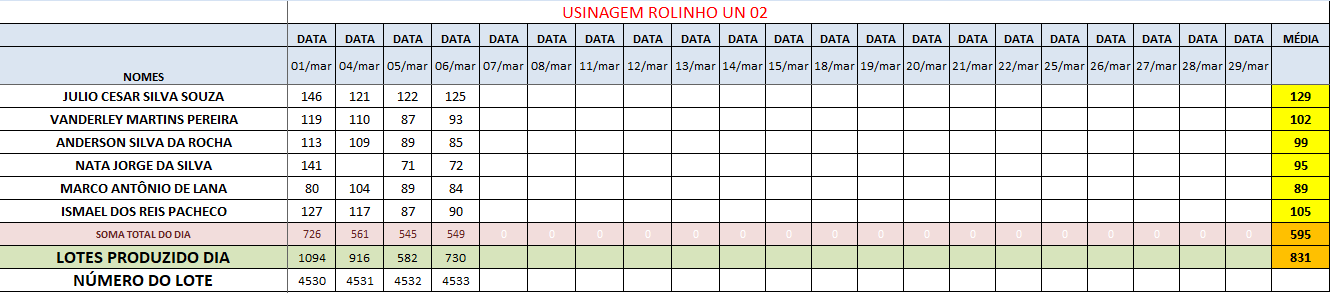 USINAGEM ROLINHO UN 02
DATA DATA DATA DATA DATA DATA DATA DATA DATA DATA DATA DATA DATA DATA DATA DATA DATA DATA DATA DATA DATA MÉDIA
NOMES 01/mar 04/mar 05/mar 06/mar 07/mar 08/mar 11/mar 12/mar 13/mar 14/mar 15/mar 18/mar 19/mar 20/mar 21/mar 22/mar 25/mar 26/mar 27/mar 28/mar 29/mar
JULIO CESAR SILVA SOUZA 146 121 122 125 129
VANDERLEY MARTINS PEREIRA 119 110 87 93 102
ANDERSON SILVA DA ROCHA 113 109 89 85 99
NATA JORGE DA SILVA 141 71 72 95
MARCO ANTÔNIO DE LANA 80 104 89 84 89
ISMAEL DOS REIS PACHECO 127 117 87 90 105
SOMA TOTAL DO DIA 726 561 545 549 0 0 0 0 0 0 0 0 0 0 0 0 0 0 0 0 0 595
LOTES PRODUZIDO DIA 1094 916 582 730 831
NÚMERO DO LOTE 4530 4531 4532 4533